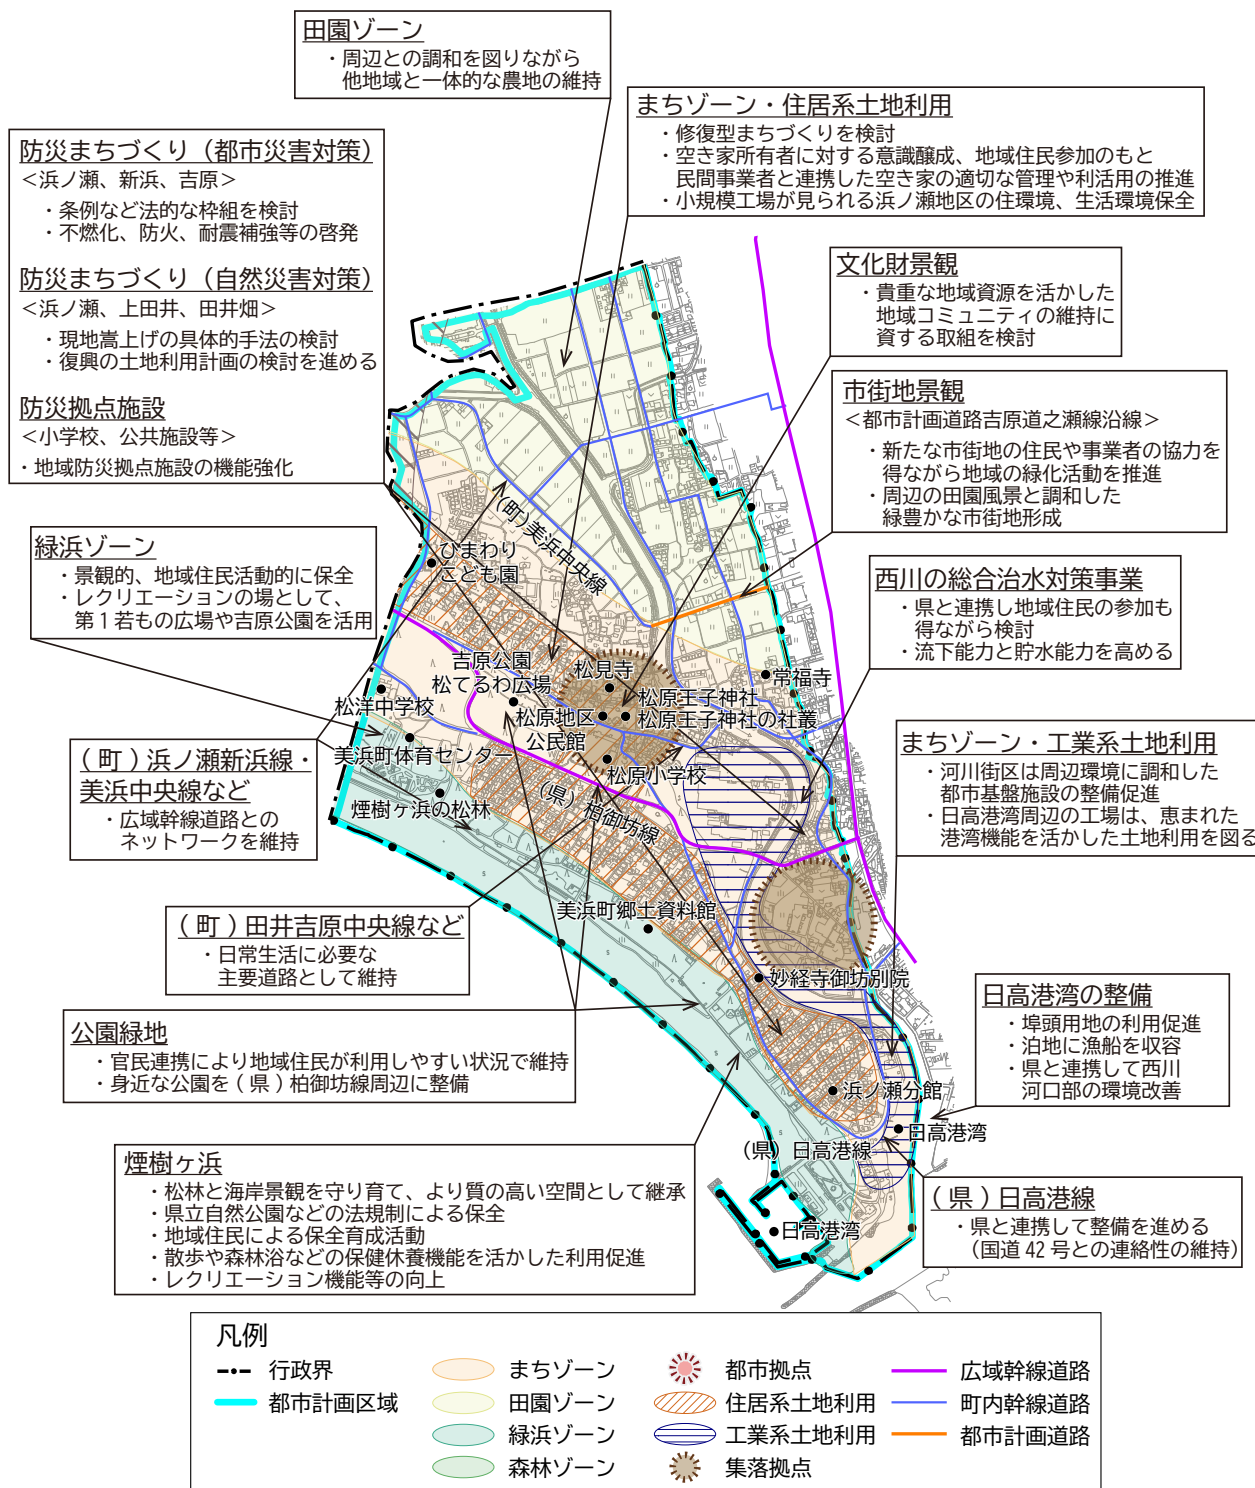 田園ゾーン
・周辺との調和を図りながら
他地域と一体的な農地の維持
まちゾーン・住居系土地利用
・修復型まちづくりを検討
・空き家所有者に対する意識醸成、地域住民参加のもと
民間事業者と連携した空き家の適切な管理や利活用の推進
・小規模工場が見られる浜ノ瀬地区の住環境、生活環境保全
防災まちづくり（都市災害対策）
＜浜ノ瀬、新浜、吉原＞
・条例など法的な枠組を検討
・不燃化、防火、耐震補強等の啓発
防災まちづくり（自然災害対策）
＜浜ノ瀬、上田井、田井畑＞
・現地嵩上げの具体的手法の検討
・復興の土地利用計画の検討を進める
防災拠点施設
＜小学校、公共施設等＞
・地域防災拠点施設の機能強化
文化財景観
・貴重な地域資源を活かした
地域コミュニティの維持に
資する取組を検討
市街地景観
＜都市計画道路吉原道之瀬線沿線＞
・新たな市街地の住民や事業者の協力を
得ながら地域の緑化活動を推進
・周辺の田園風景と調和した
緑豊かな市街地形成
緑浜ゾーン
・景観的、地域住民活動的に保全
・レクリエーションの場として、
第１若もの広場や吉原公園を活用
西川の総合治水対策事業
・県と連携し地域住民の参加も
得ながら検討
・流下能力と貯水能力を高める
（町）美浜中央線
ひまわり
こども園
吉原公園
松てるわ広場
松見寺
常福寺
松原王子神社
松原王子神社の社叢
松原地区
公民館
松洋中学校
美浜町体育センター
松原小学校
（県）柏御坊線
煙樹ヶ浜の松林
（町）浜ノ瀬新浜線・
美浜中央線など
・広域幹線道路との
ネットワークを維持
まちゾーン・工業系土地利用
・河川街区は周辺環境に調和した
都市基盤施設の整備促進
・日高港湾周辺の工場は、恵まれた
港湾機能を活かした土地利用を図る
美浜町郷土資料館
（町）田井吉原中央線など
・日常生活に必要な
主要道路として維持
妙経寺御坊別院
日高港湾の整備
・埠頭用地の利用促進
・泊地に漁船を収容
・県と連携して西川
河口部の環境改善
公園緑地
・官民連携により地域住民が利用しやすい状況で維持
・身近な公園を（県）柏御坊線周辺に整備
浜ノ瀬分館
日高港湾
（県）日高港線
煙樹ヶ浜
・松林と海岸景観を守り育て、より質の高い空間として継承
・県立自然公園などの法規制による保全
・地域住民による保全育成活動
・散歩や森林浴などの保健休養機能を活かした利用促進
・レクリエーション機能等の向上
日高港湾
（県）日高港線
・県と連携して整備を進める
（国道42号との連絡性の維持）
凡例
行政界
都市計画区域
まちゾーン
田園ゾーン
緑浜ゾーン
森林ゾーン
都市拠点
住居系土地利用
工業系土地利用
集落拠点
広域幹線道路
町内幹線道路
都市計画道路